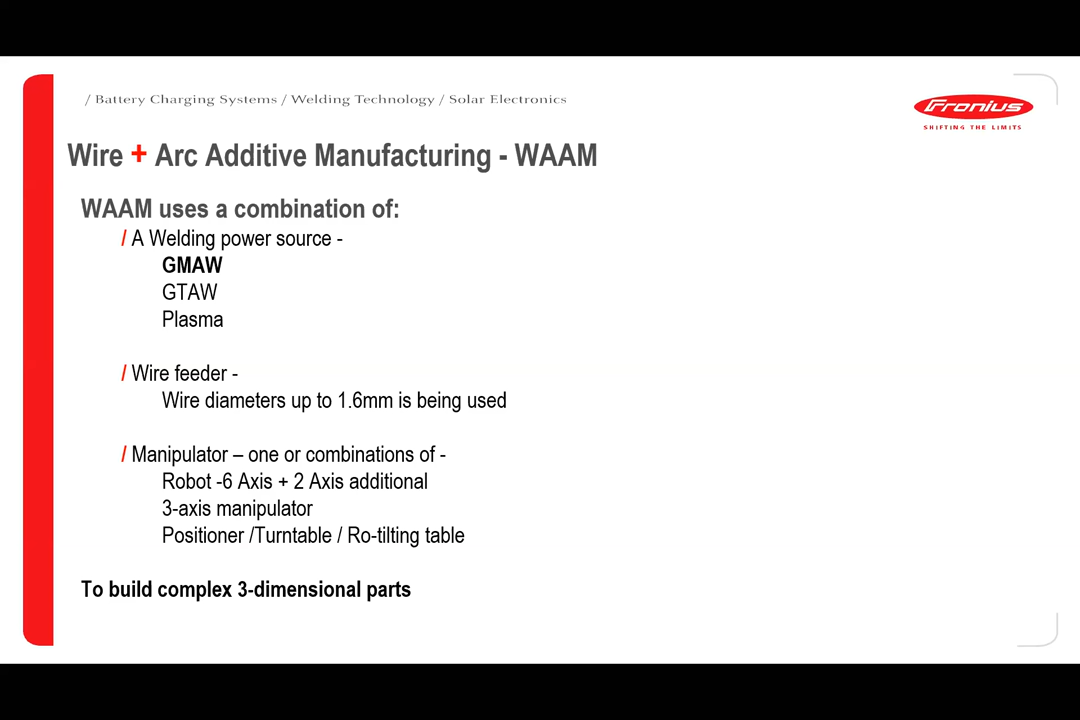 / Battery Charging Systems / Welding Technology / Solar Electronics
Fronius
SHIFTING THE LIMITS
Wire + Arc Additive Manufacturing - WAAM
WAAM uses a combination of:
/ A Welding power source -
GMAW
GTAW
Plasma
/ Wire feeder -
Wire diameters up to 1.6mm is being used
/ Manipulator – one or combinations of -
Robot -6 Axis + 2 Axis additional
3-axis manipulator
Positioner /Turntable / Ro-tilting table
To build complex 3-dimensional parts